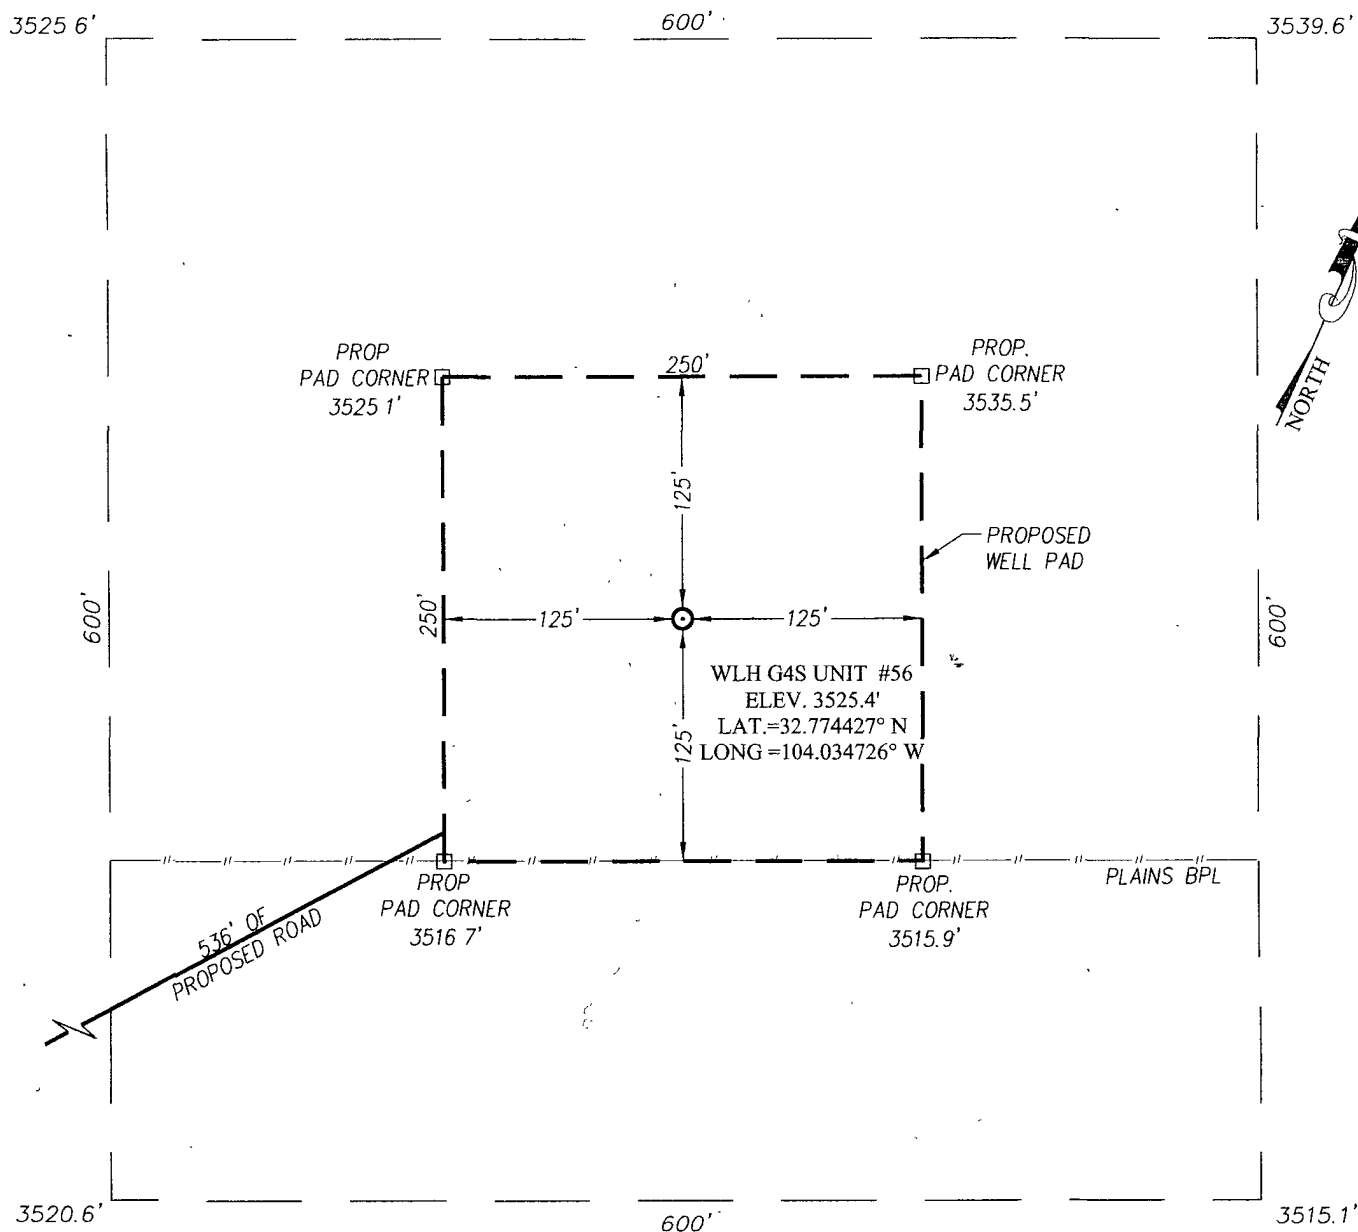 3525 6'
600'
3539.6'
PROP
PAD CORNER
3525 1'
250'
PROP.
PAD CORNER
3535.5'
NORTH
125'
PROPOSED
WELL PAD
600'
250'
125'
125'
600'
WLH G4S UNIT #56
ELEV. 3525.4'
LAT.=32.774427° N
LONG =104.034726° W
125'
PROP
PAD CORNER
3516 7'
PROP.
PAD CORNER
3515.9'
PLAINS BPL
536' OF
PROPOSED ROAD
3520.6'
600'
3515.1'